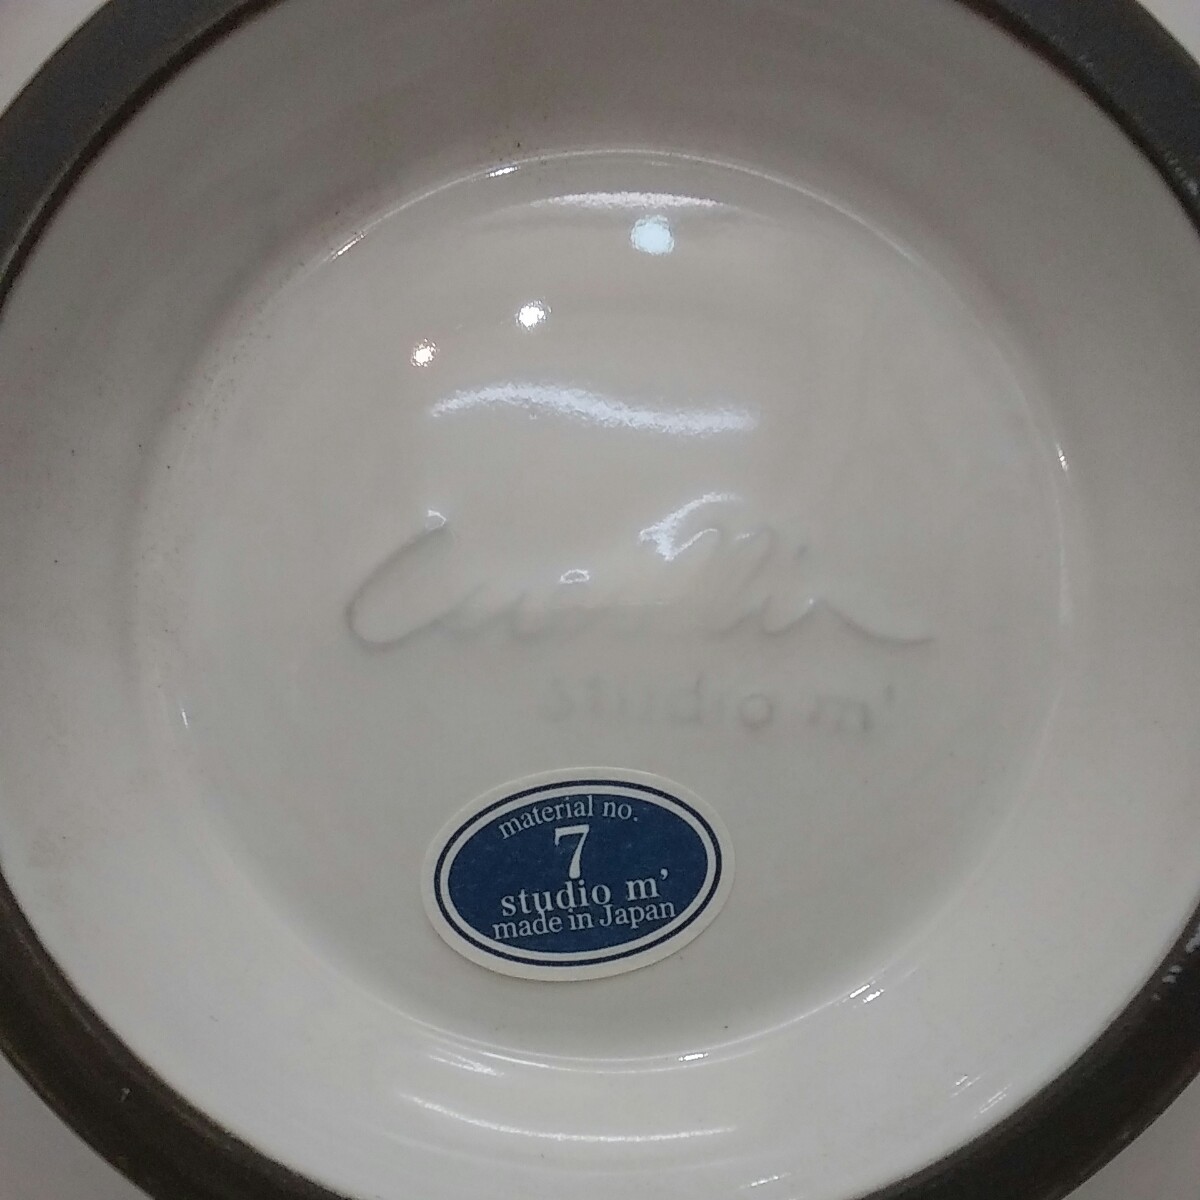 studio m'
material no.
7
studio m'
made in Japan